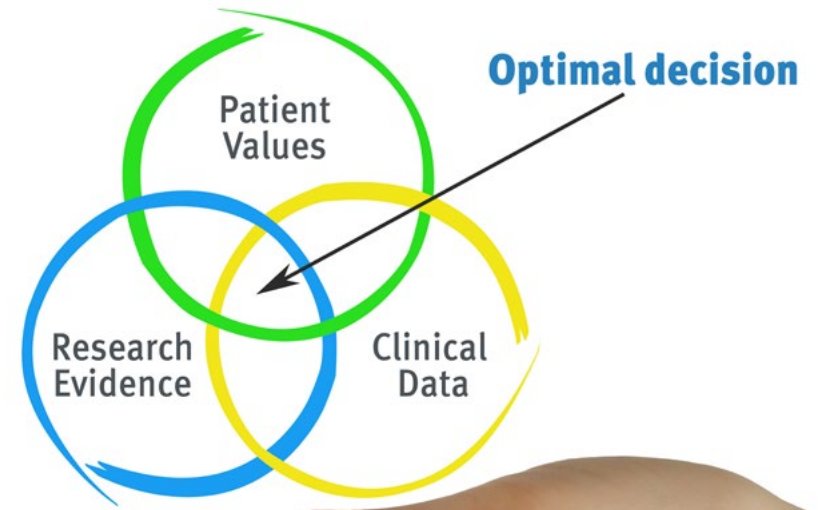 Patient
Values
Optimal decision
Research
Evidence
Clinical
Data